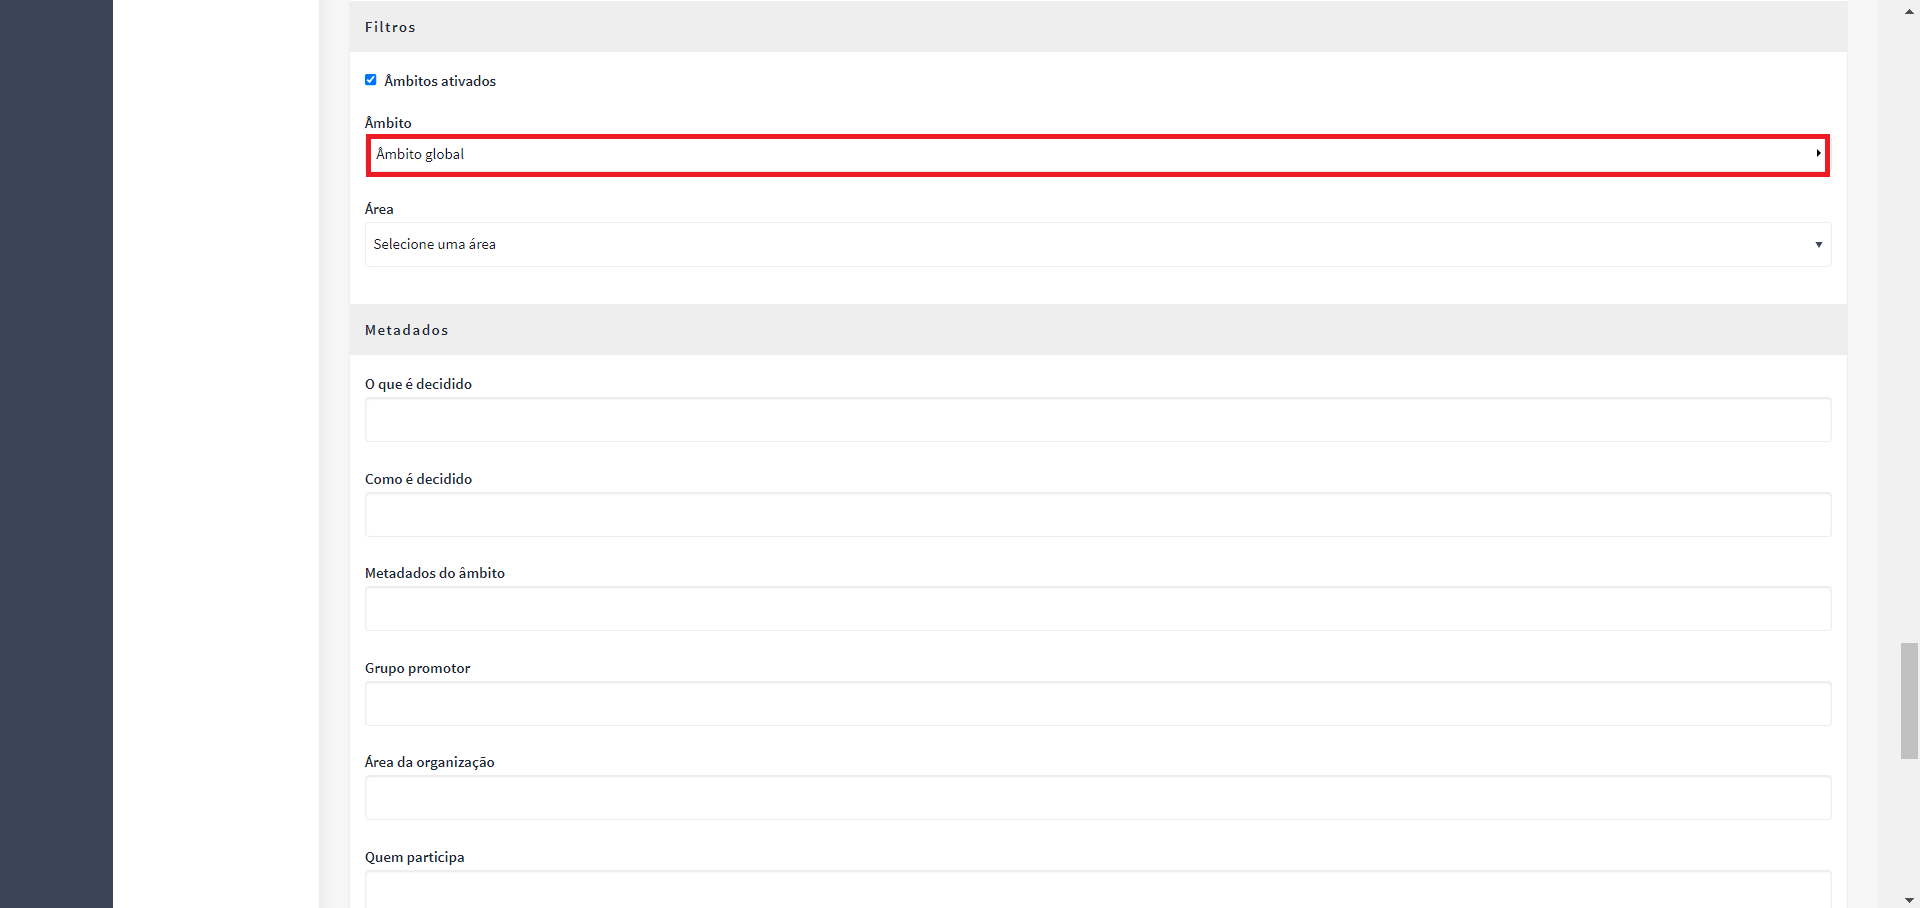 Filtros
Âmbitos ativados
Âmbito
Âmbito global
Área
Selecione uma área
Metadados
O que é decidido
Como é decidido
Metadados do âmbito
Grupo promotor
Área da organização
Quem participa